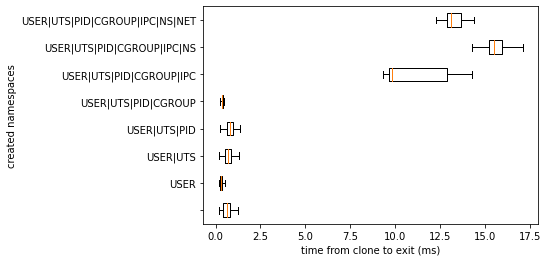 USER|UTS|PID|CGROUP|IPC|NS|NET
USER|UTS|PID|CGROUP|IPC|NS
USER|UTS|PID|CGROUP|IPC
USER|UTS|PID|CGROUP
USER|UTS|PID
USER|UTS
USER
created namespaces
0.0 2.5 5.0 7.5 10.0 12.5 15.0 17.5
time from clone to exit (ms)